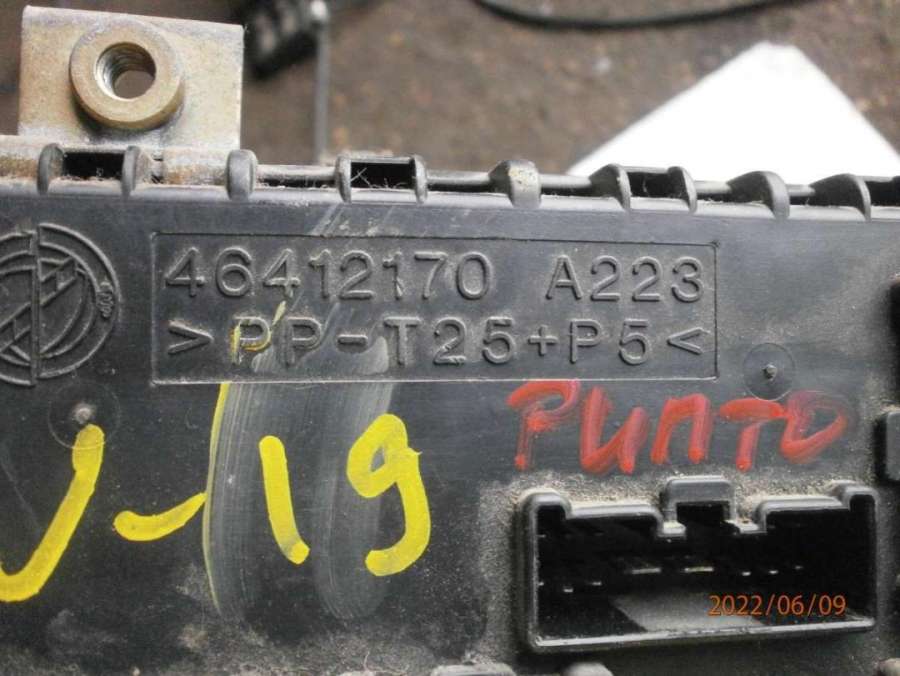 46412170 A223
>PP-T25+P5<
PUNTO
-19
2022/06/09